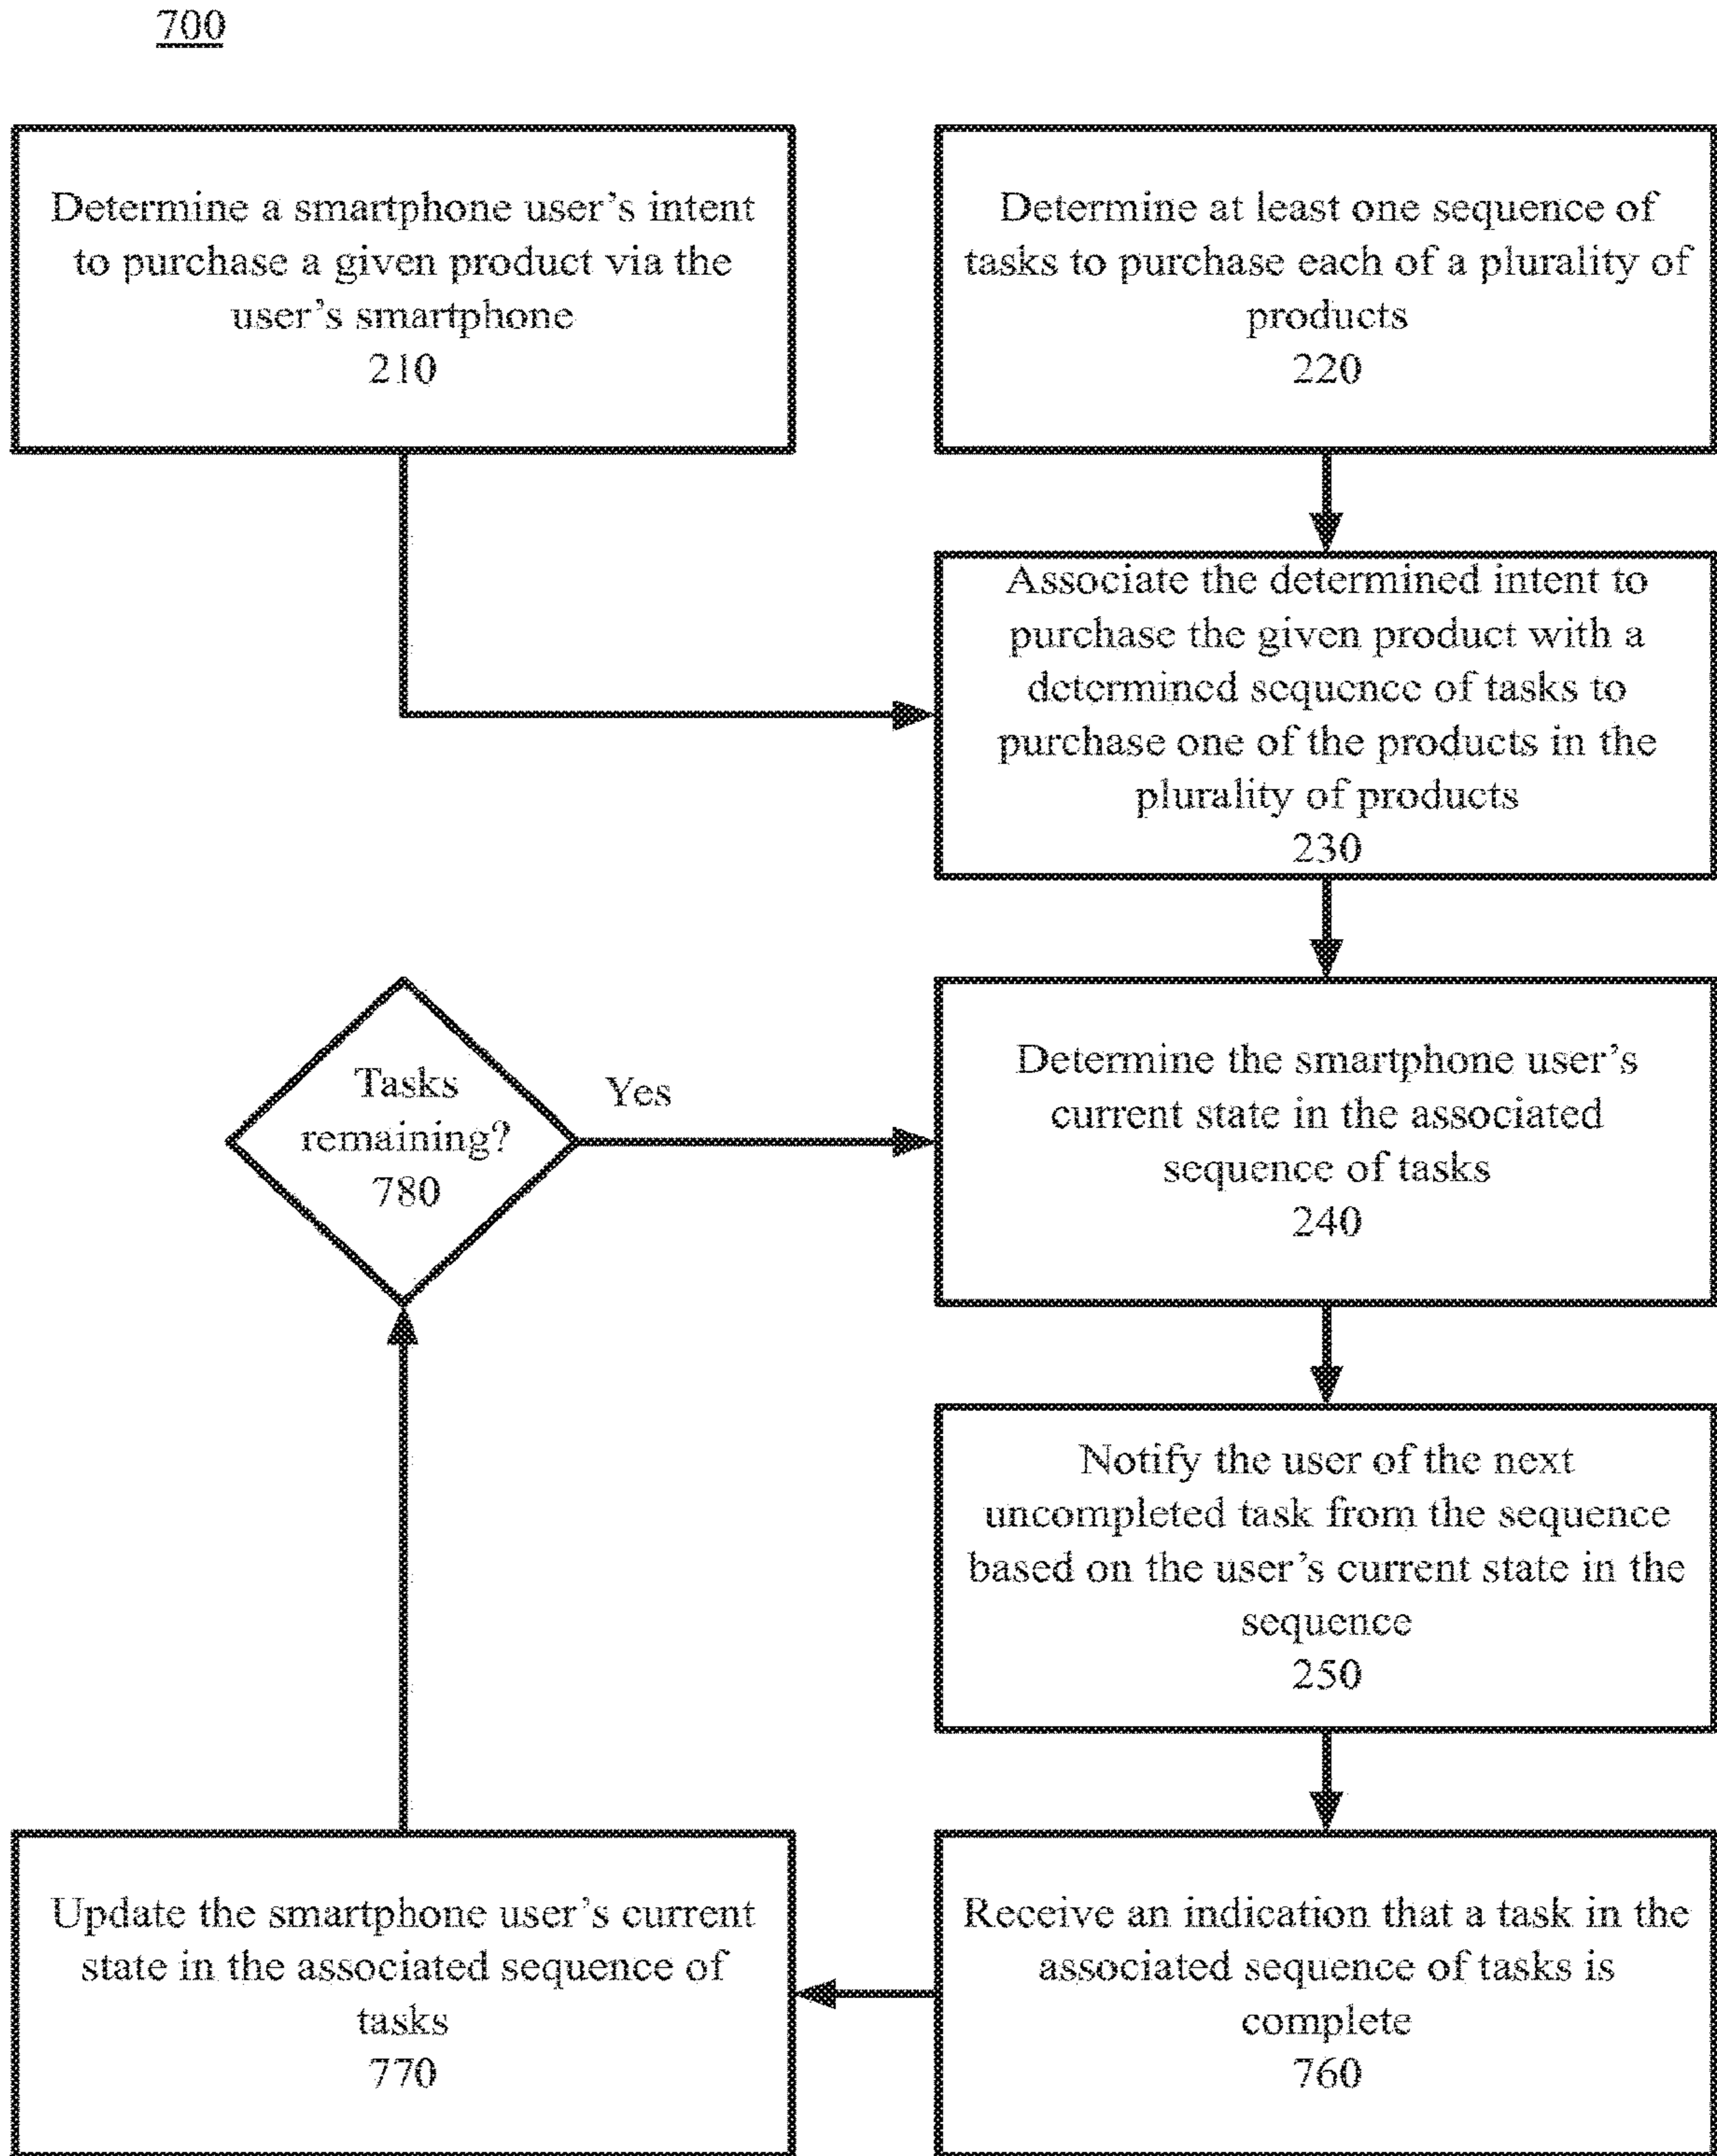 700
Determine a smartphone user's intent
to purchase a given product via the
user's smartphone
210
Determine at least one sequence of
tasks to purchase each of a plurality of
products
220
Associate the determined intent to
purchase the given product with a
determined sequence of tasks to
purchase one of the products in the
plurality of products
230
Tasks
remaining?
780
Yes
Determine the smartphone user's
current state in the associated
sequence of tasks
240
Notify the user of the next
uncompleted task from the sequence
based on the user's current state in the
sequence
250
Update the smartphone user's current
state in the associated sequence of
tasks
770
Receive an indication that a task in the
associated sequence of tasks is
complete
760